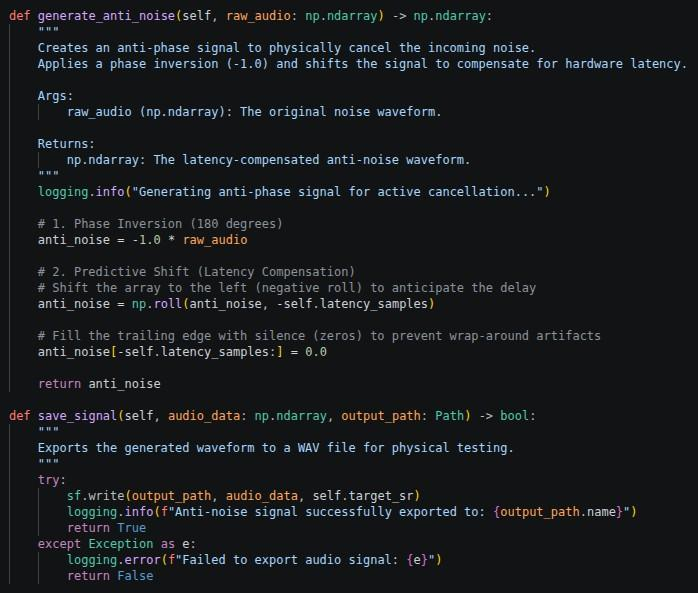 def generate_anti_noise(self, raw_audio: np.ndarray) -> np.ndarray:
    """
    Creates an anti-phase signal to physically cancel the incoming noise.
    Applies a phase inversion (-1.0) and shifts the signal to compensate for hardware latency.

    Args:
        raw_audio (np.ndarray): The original noise waveform.

    Returns:
        np.ndarray: The latency-compensated anti-noise waveform.
    """
    logging.info("Generating anti-phase signal for active cancellation...")

    # 1. Phase Inversion (180 degrees)
    anti_noise = -1.0 * raw_audio

    # 2. Predictive Shift (Latency Compensation)
    # Shift the array to the left (negative roll) to anticipate the delay
    anti_noise = np.roll(anti_noise, -self.latency_samples)

    # Fill the trailing edge with silence (zeros) to prevent wrap-around artifacts
    anti_noise[-self.latency_samples:] = 0.0

    return anti_noise

def save_signal(self, audio_data: np.ndarray, output_path: Path) -> bool:
    """
    Exports the generated waveform to a WAV file for physical testing.
    """
    try:
        sf.write(output_path, audio_data, self.target_sr)
        logging.info(f"Anti-noise signal successfully exported to: {output_path.name}")
        return True
    except Exception as e:
        logging.error(f"Failed to export audio signal: {e}")
        return False